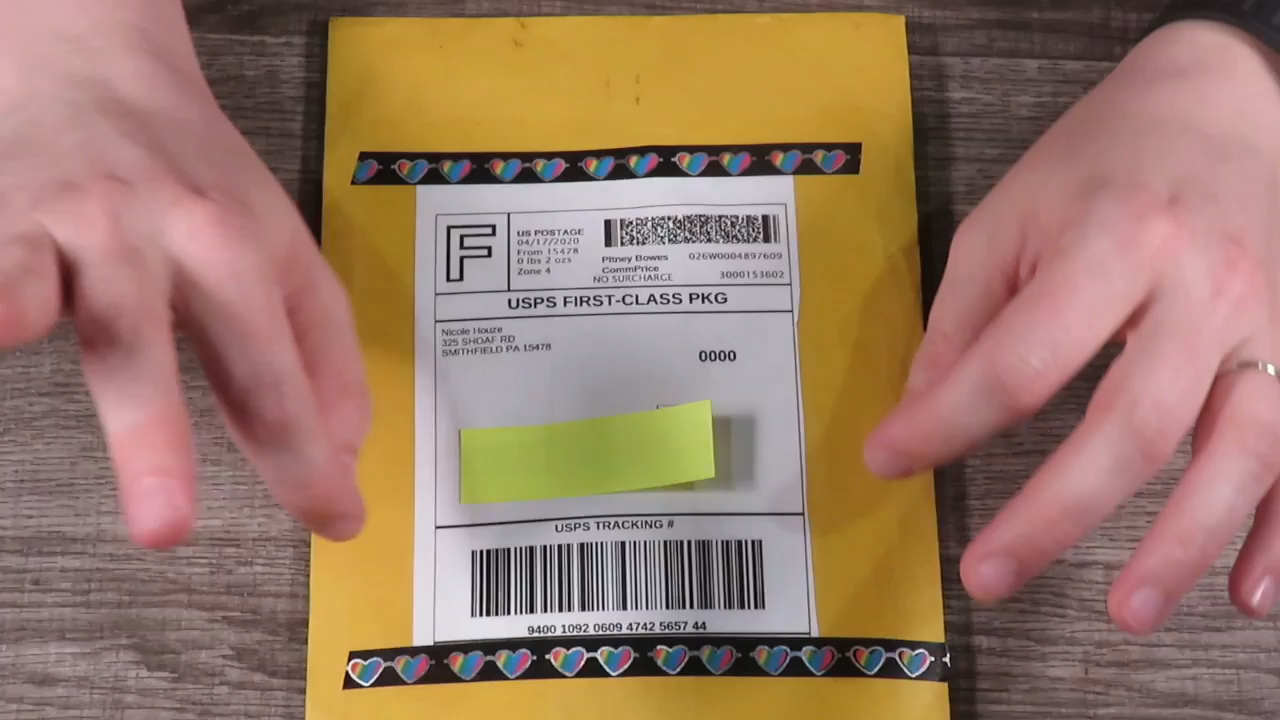 F
US POSTAGE
04/17/2020
From 15478
0 lbs 2 ozs
Zone 4
Pitney Bowes
CommPrice
NO SURCHARGE
026W0004897609
3000153602
USPS FIRST-CLASS PKG
Nicole Houze
325 SHOAF RD
SMITHFIELD PA 15478
0000
USPS TRACKING #
9400 1092 0609 4742 5657 44